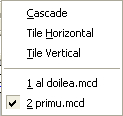 Cascade
Tile Horizontal
Tile Vertical
1 al doilea.mcd
2 primu.mcd